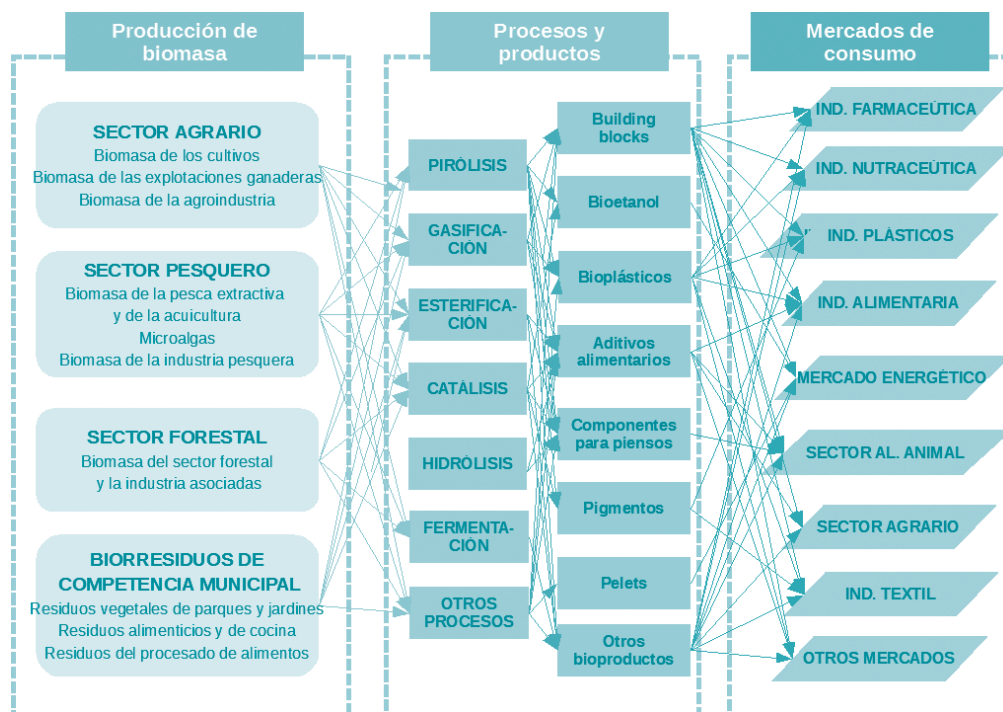 Producción de
biomasa
Procesos y
productos
Mercados de
consumo
SECTOR AGRARIO
Biomasa de los cultivos
Biomasa de las explotaciones ganaderas
Biomasa de la agroindustria
SECTOR PESQUERO
Biomasa de la pesca extractiva
y de la acuicultura
Microalgas
Biomasa de la industria pesquera
SECTOR FORESTAL
Biomasa del sector forestal
y la industria asociadas
BIORRESIDUOS DE
COMPETENCIA MUNICIPAL
Residuos vegetales de parques y jardines
Residuos alimenticios y de cocina
Residuos del procesado de alimentos
PIRÓLISIS
GASIFICA-
CIÓN
ESTERIFICA-
CIÓN
CATÁLISIS
HIDRÓLISIS
FERMENTA-
CIÓN
OTROS
PROCESOS
Building
blocks
Bioetanol
Bioplásticos
Aditivos
alimentarios
Componentes
para piensos
Pigmentos
Pelets
Otros
bioproductos
IND. FARMACEÚTICA
IND. NUTRACEÚTICA
IND. PLÁSTICOS
IND. ALIMENTARIA
MERCADO ENERGÉTICO
SECTOR AL. ANIMAL
SECTOR AGRARIO
IND. TEXTIL
OTROS MERCADOS